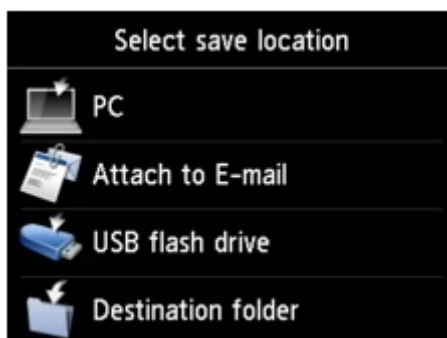 Select save location
PC
Attach to E-mail
USB flash drive
Destination folder